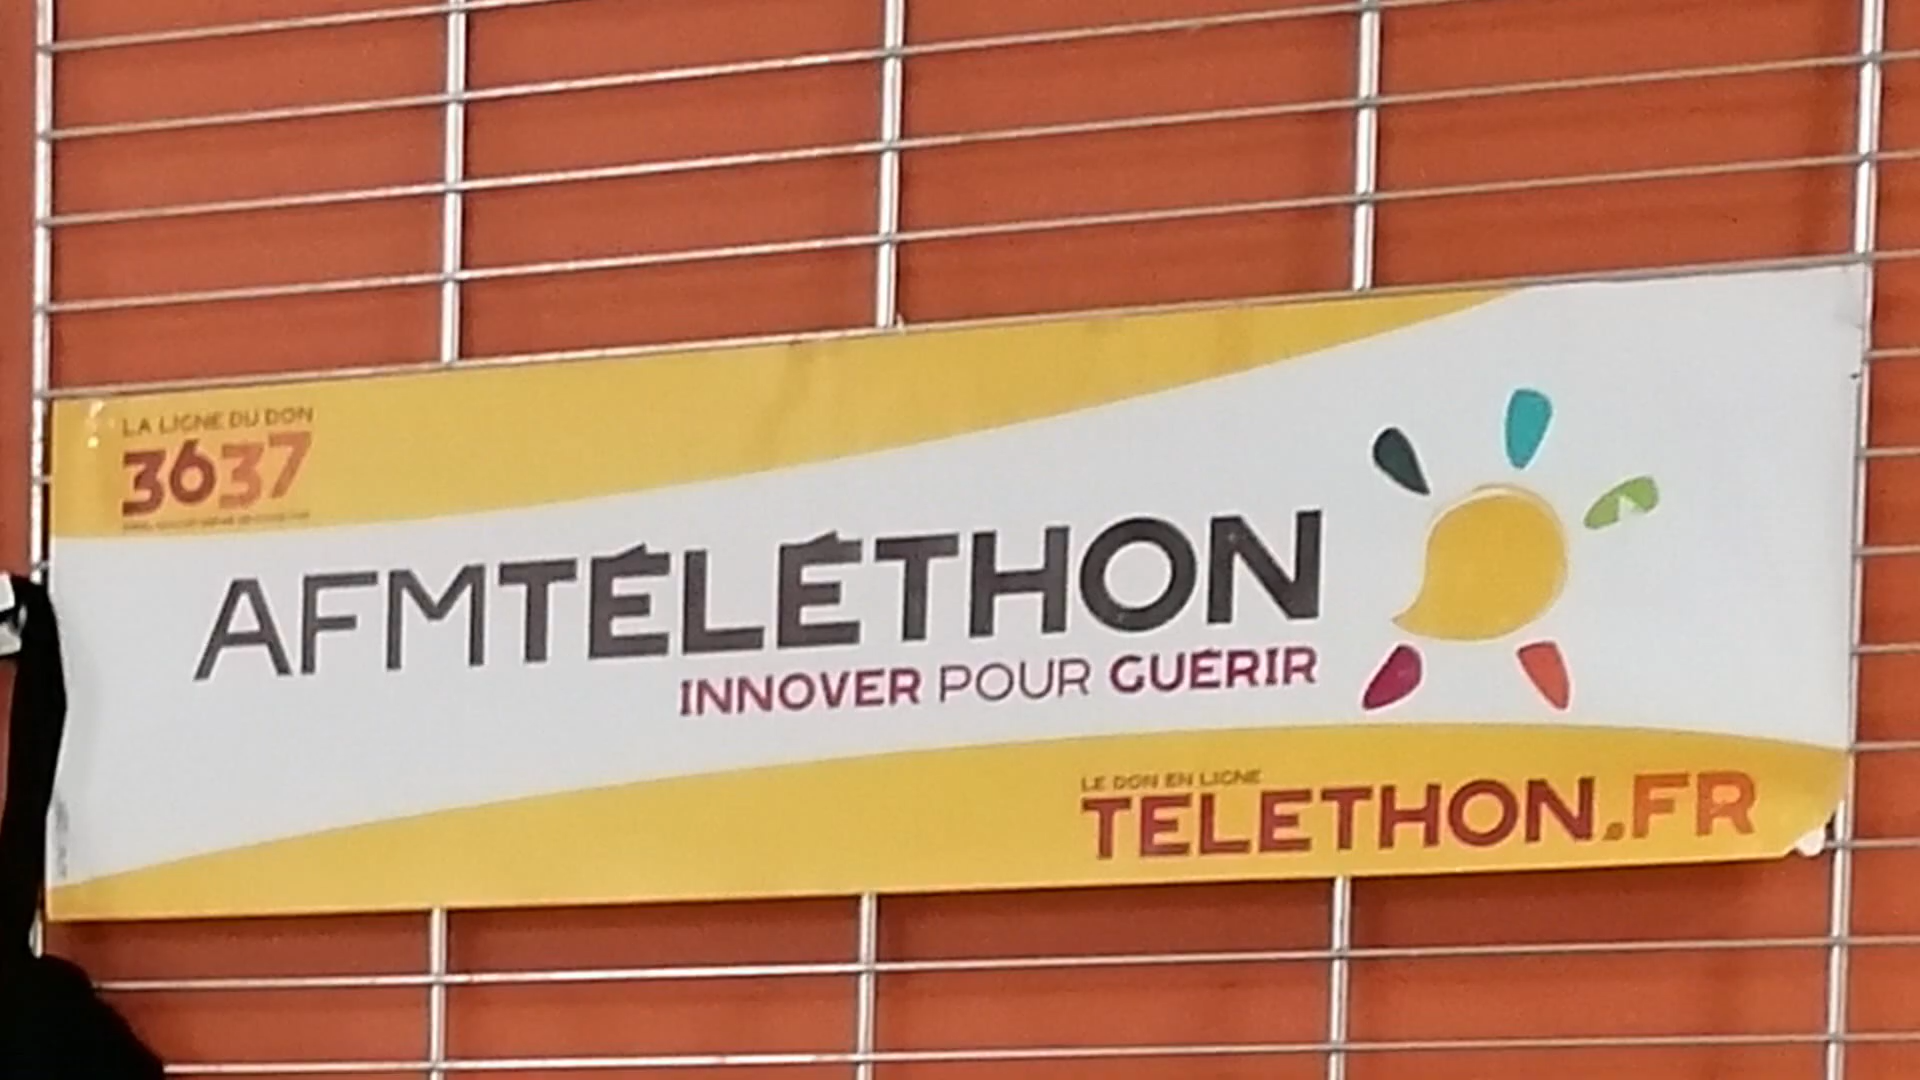 LA LIGNE DU DON
3637
AFMTÉLÉTHON
INNOVER POUR GUÉRIR
LE DON EN LIGNE
TELETHON.FR